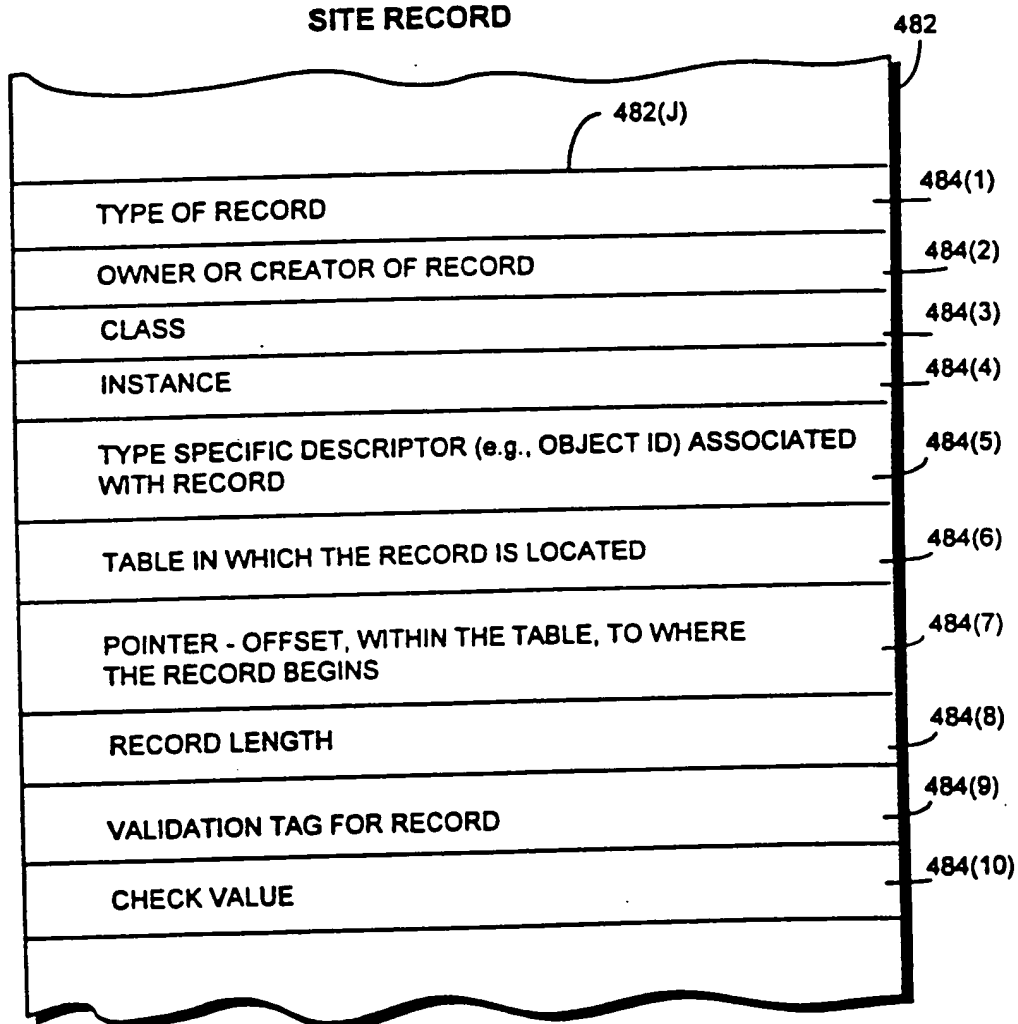 SITE RECORD
482
482(J)
TYPE OF RECORD
484(1)
OWNER OR CREATOR OF RECORD
484(2)
CLASS
484(3)
INSTANCE
484(4)
TYPE SPECIFIC DESCRIPTOR (e.g., OBJECT ID) ASSOCIATED
WITH RECORD
484(5)
TABLE IN WHICH THE RECORD IS LOCATED
484(6)
POINTER - OFFSET, WITHIN THE TABLE, TO WHERE
THE RECORD BEGINS
484(7)
RECORD LENGTH
484(8)
VALIDATION TAG FOR RECORD
484(9)
CHECK VALUE
484(10)